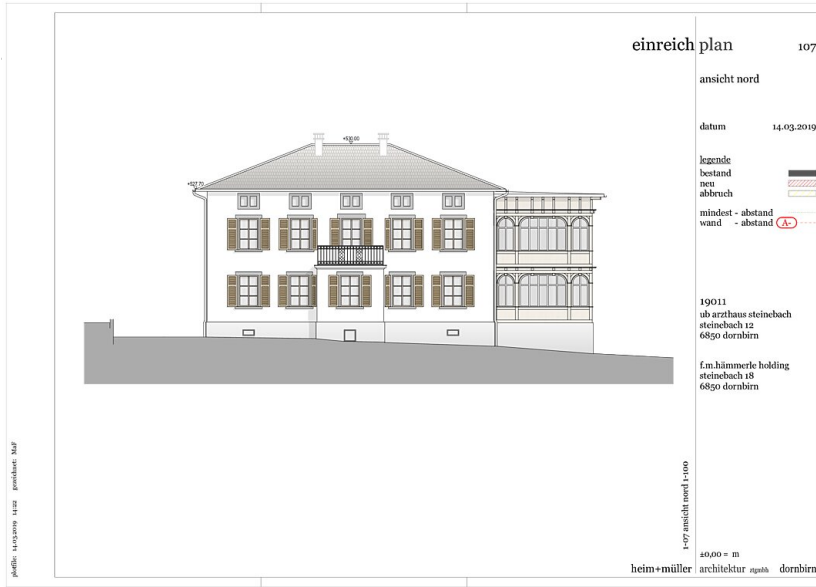 einreich plan 107
ansicht nord
datum 14.03.2019
legende
bestand
neu
abbruch
mindest - abstand
wand - abstand A-
+530.00
+527.70
19011
ub arzthaus steinebach
steinebach 12
6850 dornbirn
f.m.hämmerle holding
steinebach 18
6850 dornbirn
1-07 ansicht nord 1-100
±0,00 = m
heim+müller architektur ztgmbh dornbirn
plotfile: 14.03.2019 14:22 gezeichnet: MaF